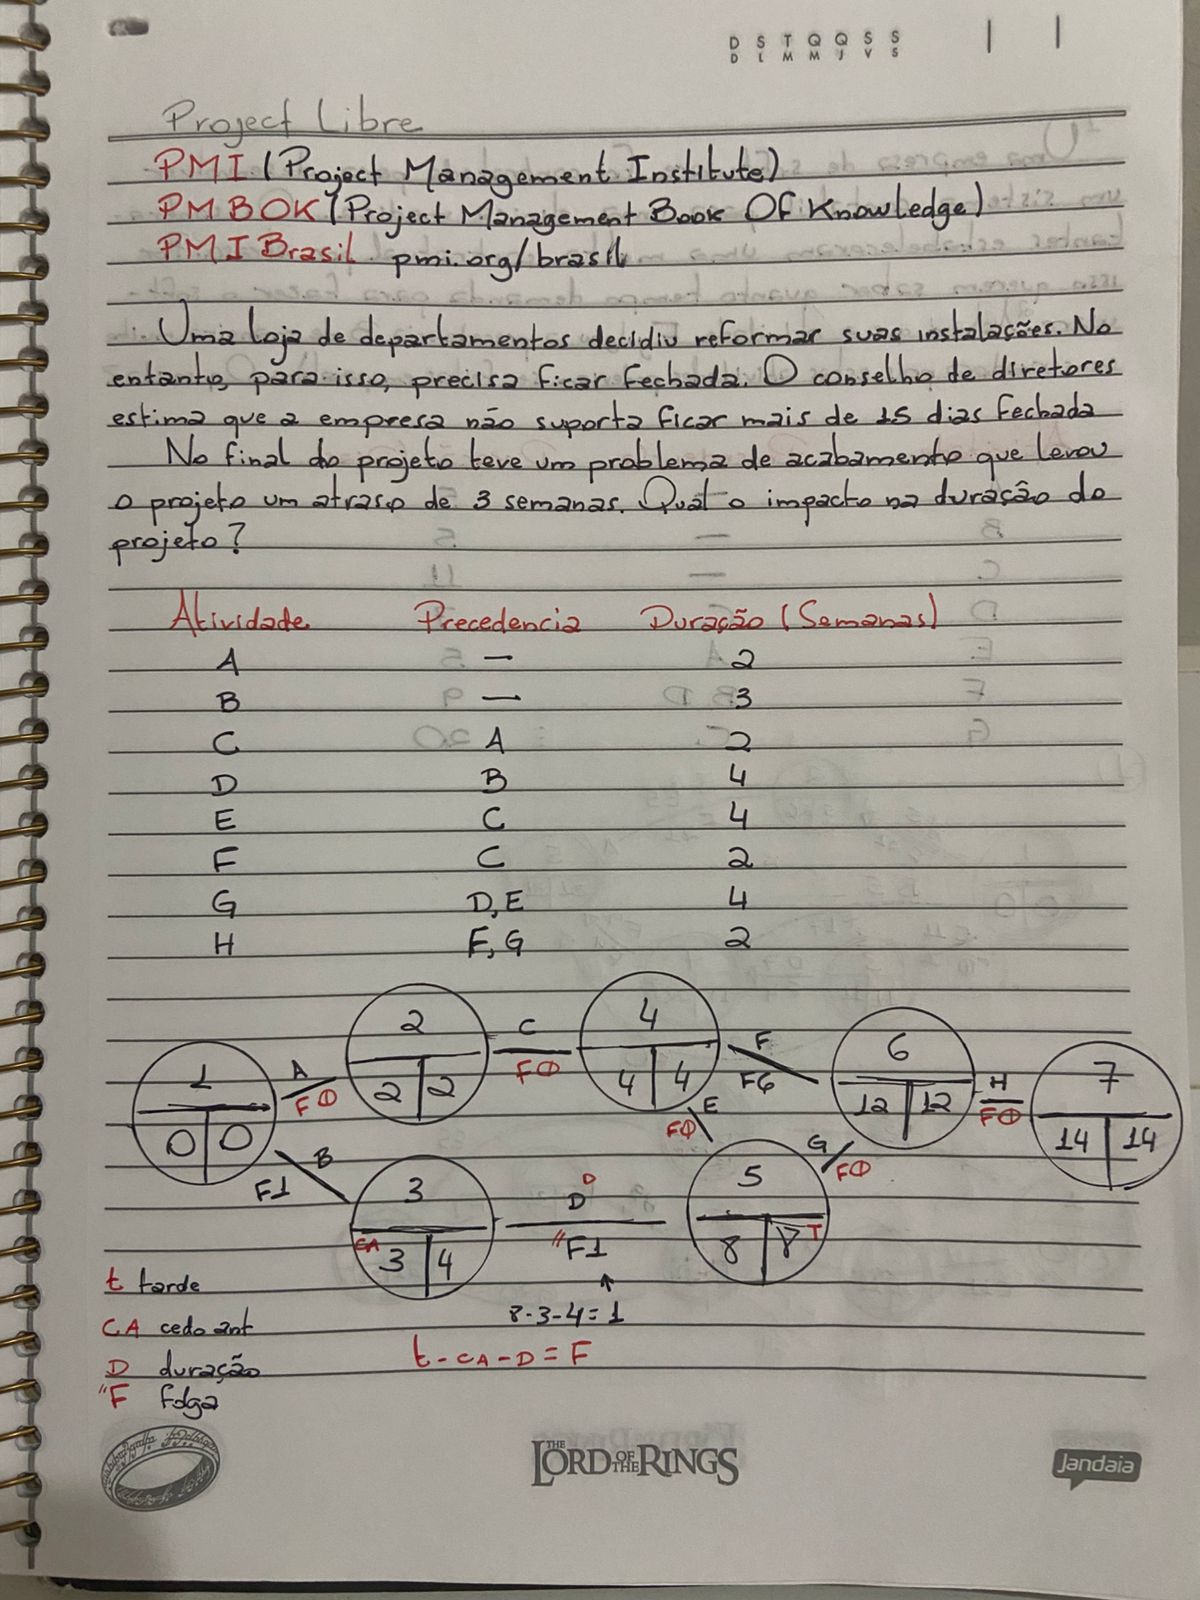 D S T Q Q S S
D L M M J V S
Project Libre
PMI (Project Management Institute)
PMBOK (Project Management Book Of Knowledge)
PMI Brasil pmi.org/brasil
Uma loja de departamentos decidiu reformar suas instalações. No
entanto, para isso, precisa ficar fechada. O conselho de diretores
estima que a empresa não suporta ficar mais de 15 dias fechada
No final do projeto teve um problema de acabamento que levou
o projeto um atraso de 3 semanas. Qual o impacto na duração do
projeto?
Atividade Precedencia Duração (Semanas)
A — 2
B — 3
C A 2
D B 4
E C 4
F C 2
G D,E 4
H F,G 2
1 0 0
A FØ
2 2 2
C FØ
4 4 4
F F6
6 12 12
H FØ
7 14 14
B F1
3 CA 3 4
D D "F1
E FØ
5 8 8 T
G FØ
8-3-4=1
t-CA-D=F
t tarde
CA cedo ant
D duração
"F folga
THE LORD OF THE RINGS
Jandaia